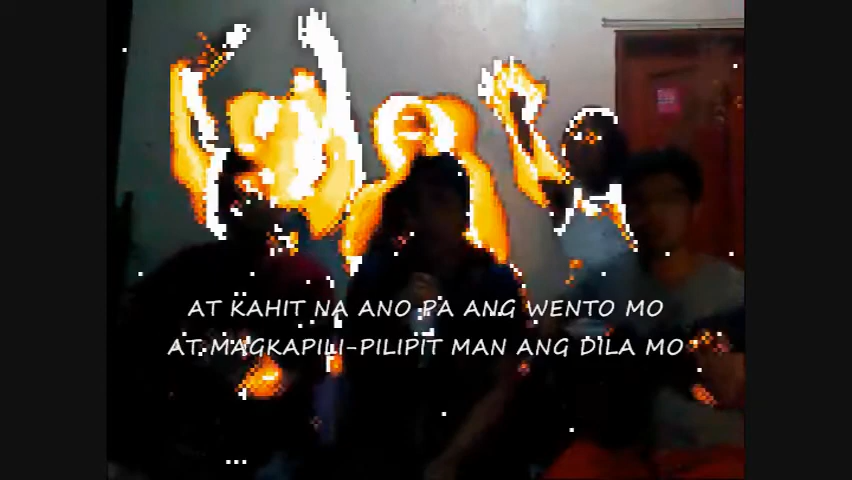 AT KAHIT NA ANO PA ANG WENTO MO
AT MAGKAPILI-PILIPIT MAN ANG DILA MO